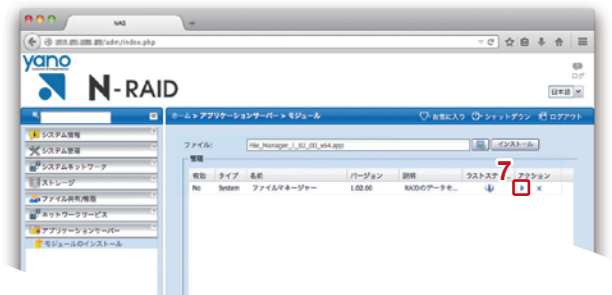 NAS
/adm/index.php
yano
N-RAID
ログ
日本語
ホーム > アプリケーションサーバー > モジュール
お気に入り シャットダウン ログアウト
システム情報
システム管理
システムネットワーク
ストレージ
ファイル共有/権限
ネットワークサービス
アプリケーションサーバー
モジュールのインストール
ファイル: File_Manager_1_02_00_x64.app インストール
管理
7
有効 タイプ 名前 バージョン 説明 ラストステ... アクション
No System ファイルマネージャー 1.02.00 RAIDのデータを...